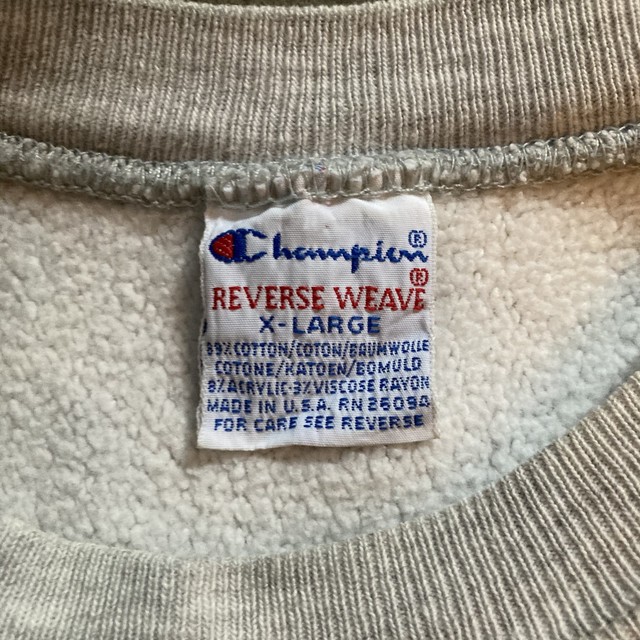 Champion®
®
REVERSE WEAVE
X-LARGE
89% COTTON/COTON/BAUMWOLLE
COTONE/KATOEN/BOMULD
8% ACRYLIC-3% VISCOSE RAYON
MADE IN U.S.A. RN 26094
FOR CARE SEE REVERSE